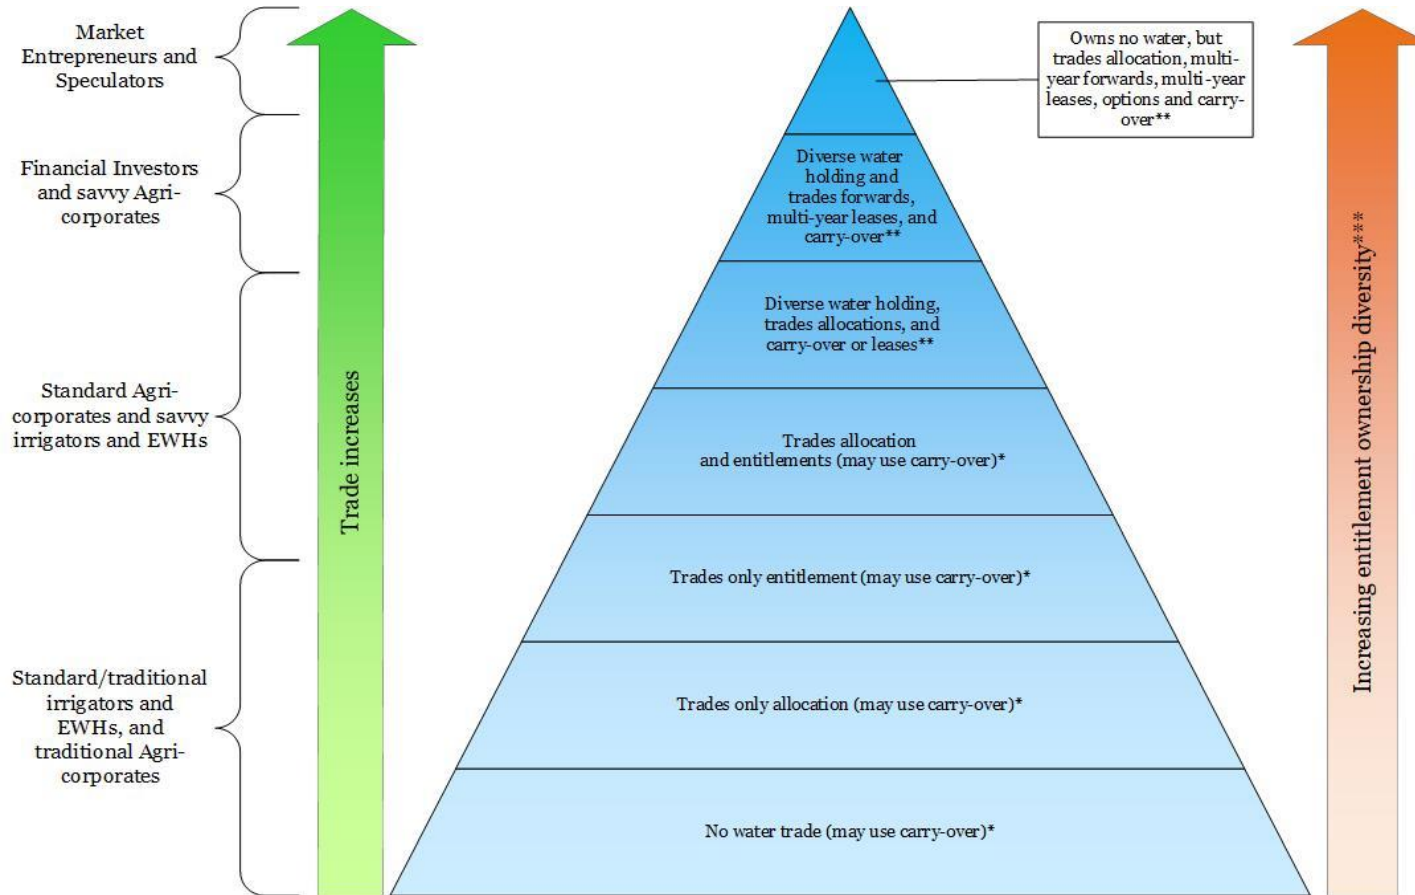 Market
Entrepreneurs and
Speculators
Financial Investors
and savvy Agri-
corporates
Standard Agri-
corporates and savvy
irrigators and EWHs
Standard/traditional
irrigators and
EWHs, and
traditional Agri-
corporates
Trade increases
Owns no water, but
trades allocation, multi-
year forwards, multi-year
leases, options and carry-
over**
Diverse water
holding and
trades forwards,
multi-year leases, and
carry-over**
Diverse water holding,
trades allocations, and
carry-over or leases**
Trades allocation
and entitlements (may use carry-over)*
Trades only entitlement (may use carry-over)*
Trades only allocation (may use carry-over)*
No water trade (may use carry-over)*
Increasing entitlement ownership diversity***